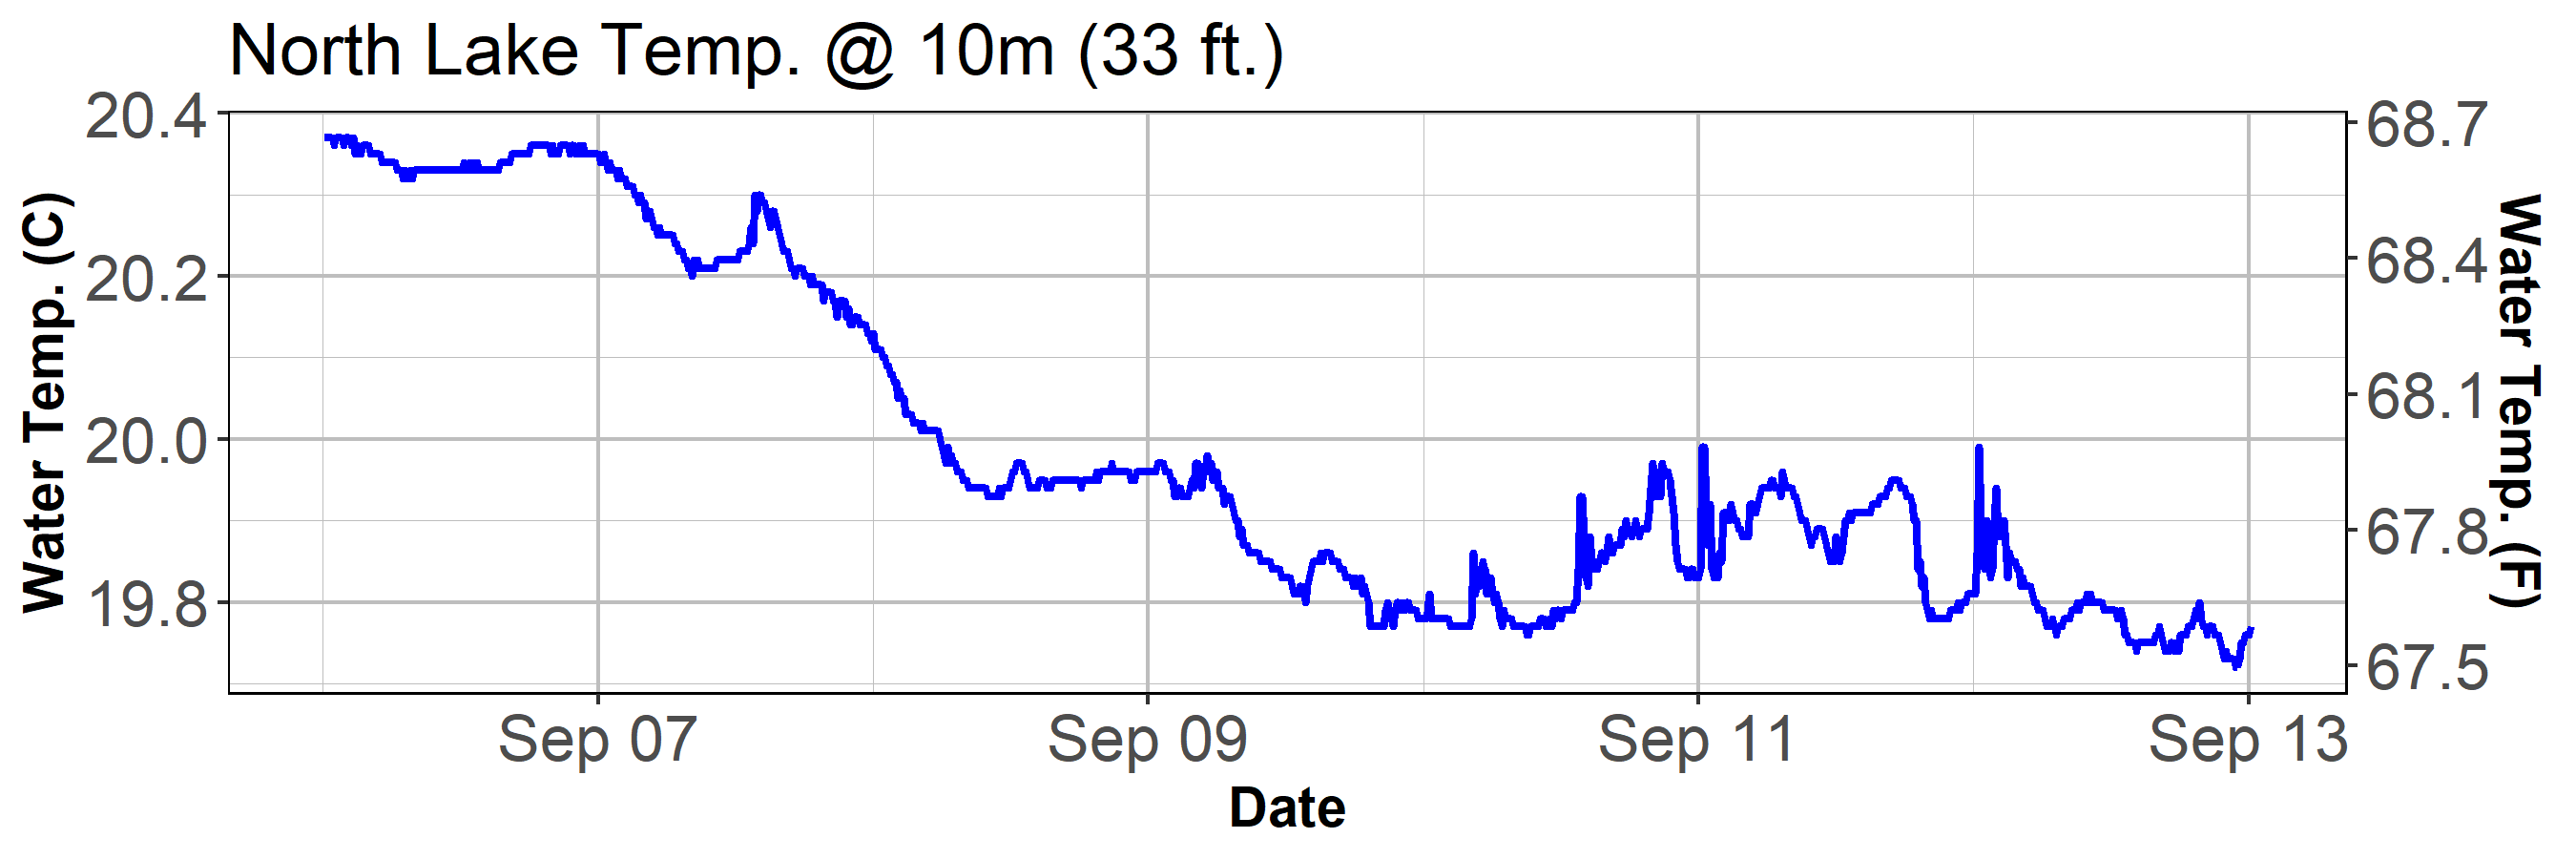 North Lake Temp. @ 10m (33 ft.)
Water Temp. (C)
20.4
20.2
20.0
19.8
68.7
68.4
68.1
67.8
67.5
Water Temp. (F)
Sep 07
Sep 09
Sep 11
Sep 13
Date